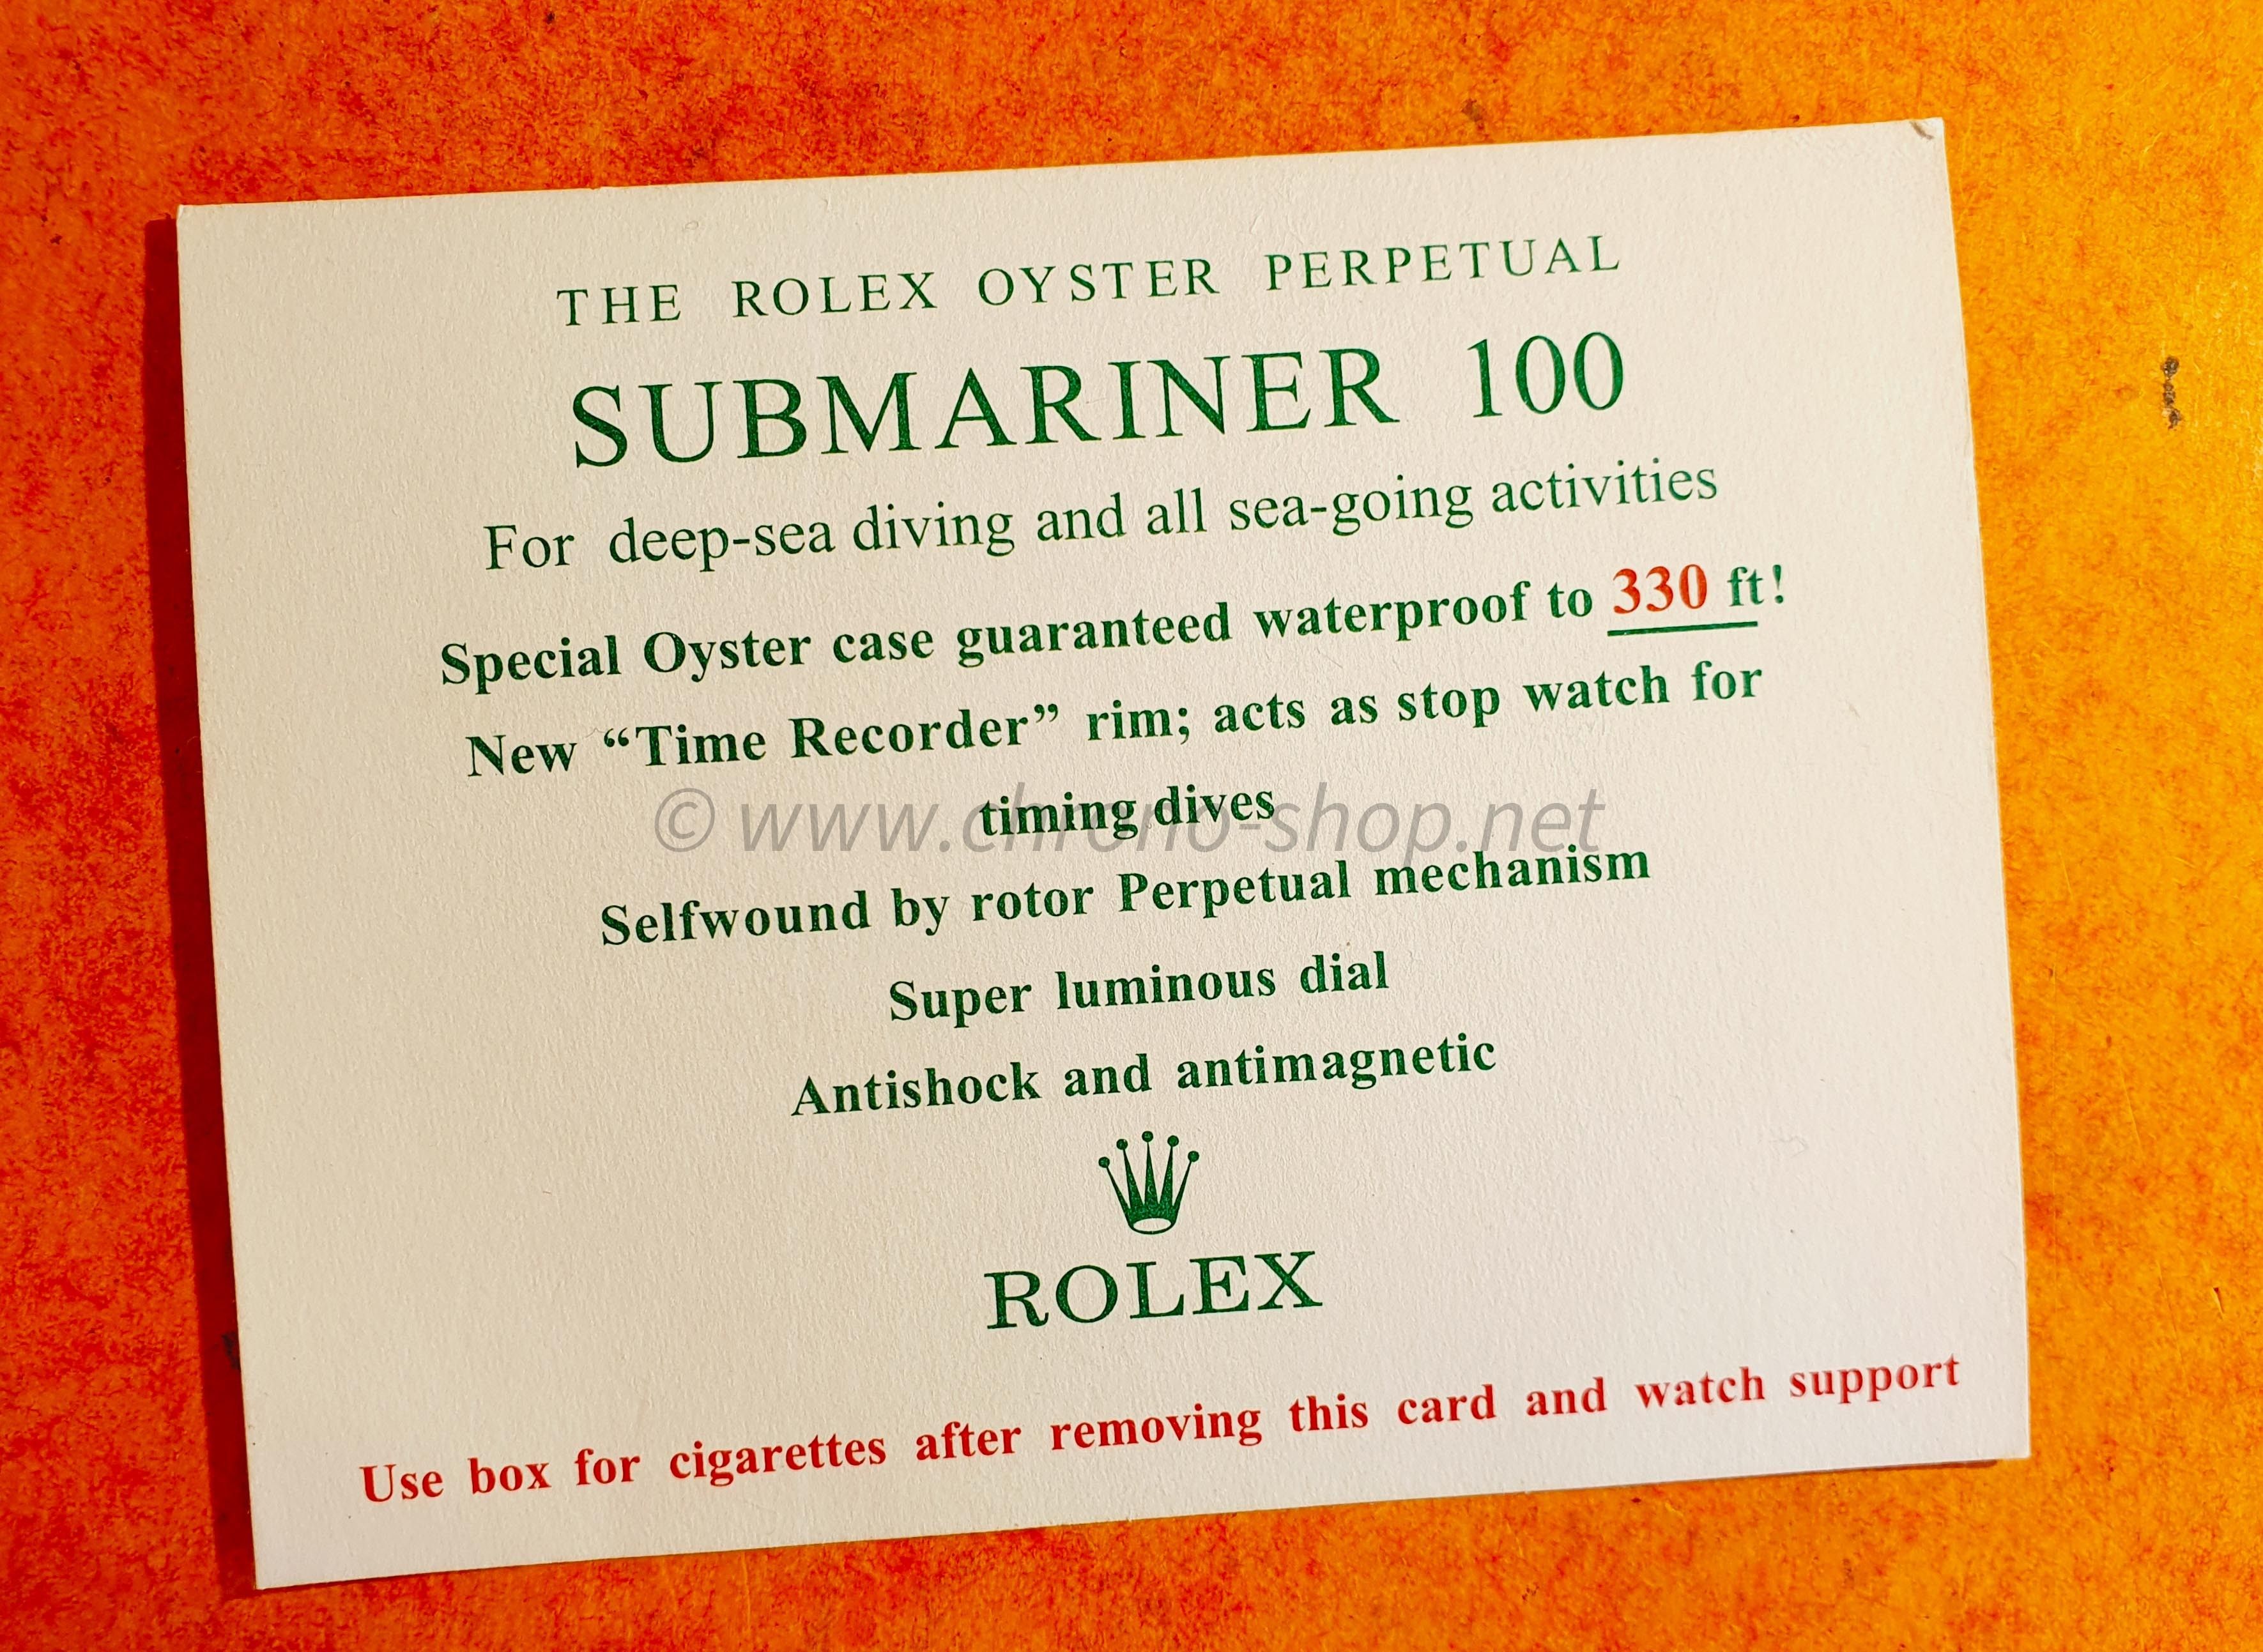 THE ROLEX OYSTER PERPETUAL
SUBMARINER 100
For deep-sea diving and all sea-going activities
Special Oyster case guaranteed waterproof to 330 ft!
New “Time Recorder” rim; acts as stop watch for
timing dives
© www.chrono-shop.net
Selfwound by rotor Perpetual mechanism
Super luminous dial
Antishock and antimagnetic
ROLEX
Use box for cigarettes after removing this card and watch support